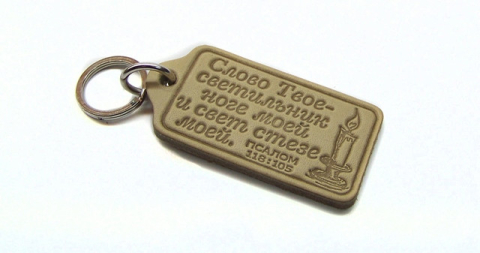 Слово Твое-
светильник
ноге моей
и свет стезе
моей.
ПСАЛОМ
118:105